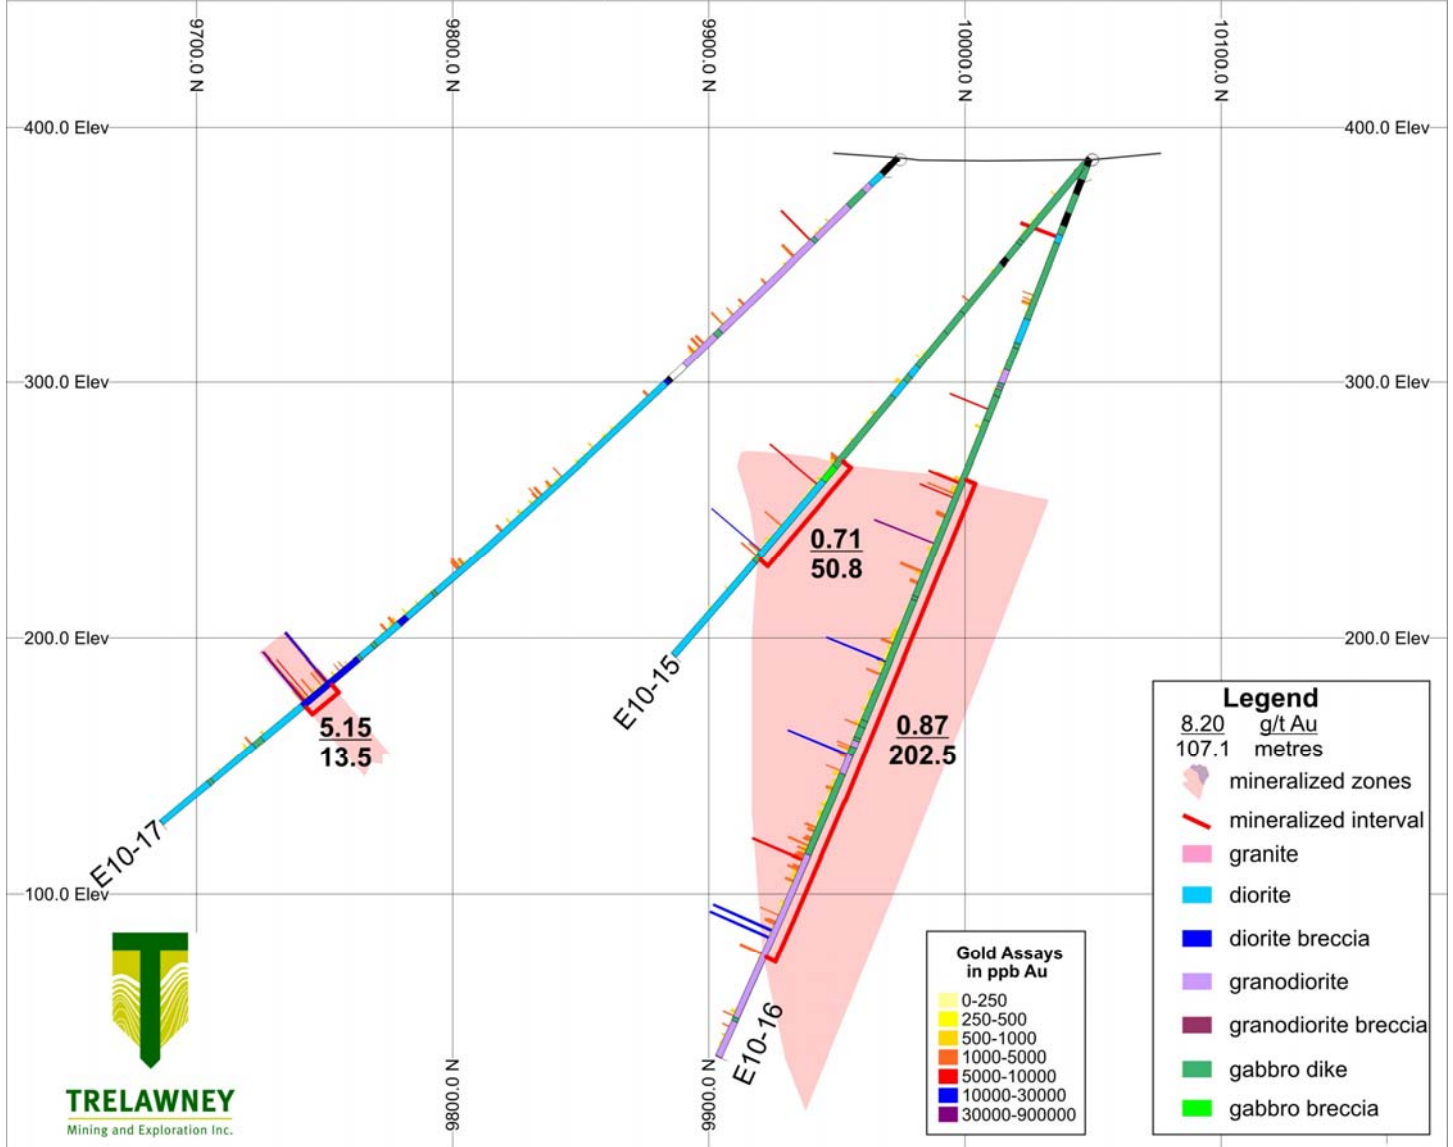 9700.0 N
9800.0 N
9900.0 N
10000.0 N
10100.0 N
400.0 Elev
400.0 Elev
300.0 Elev
300.0 Elev
200.0 Elev
200.0 Elev
100.0 Elev
0.71
50.8
0.87
202.5
5.15
13.5
E10-15
E10-16
E10-17
9800.0 N
9900.0 N
Legend
8.20 g/t Au
107.1 metres
mineralized zones
mineralized interval
granite
diorite
diorite breccia
granodiorite
granodiorite breccia
gabbro dike
gabbro breccia
Gold Assays
in ppb Au
0-250
250-500
500-1000
1000-5000
5000-10000
10000-30000
30000-900000
TRELAWNEY
Mining and Exploration Inc.